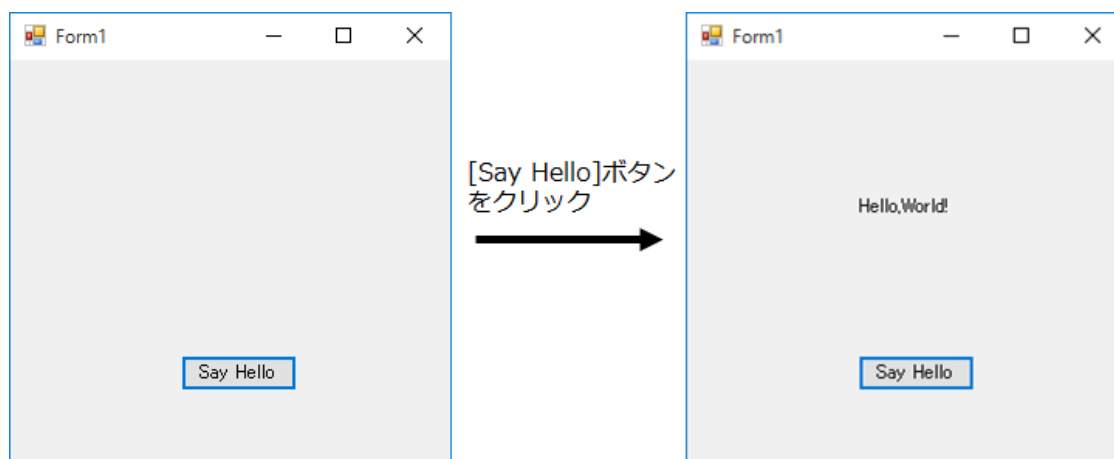 Form1
Say Hello
[Say Hello]ボタン
をクリック
Form1
Hello,World!
Say Hello